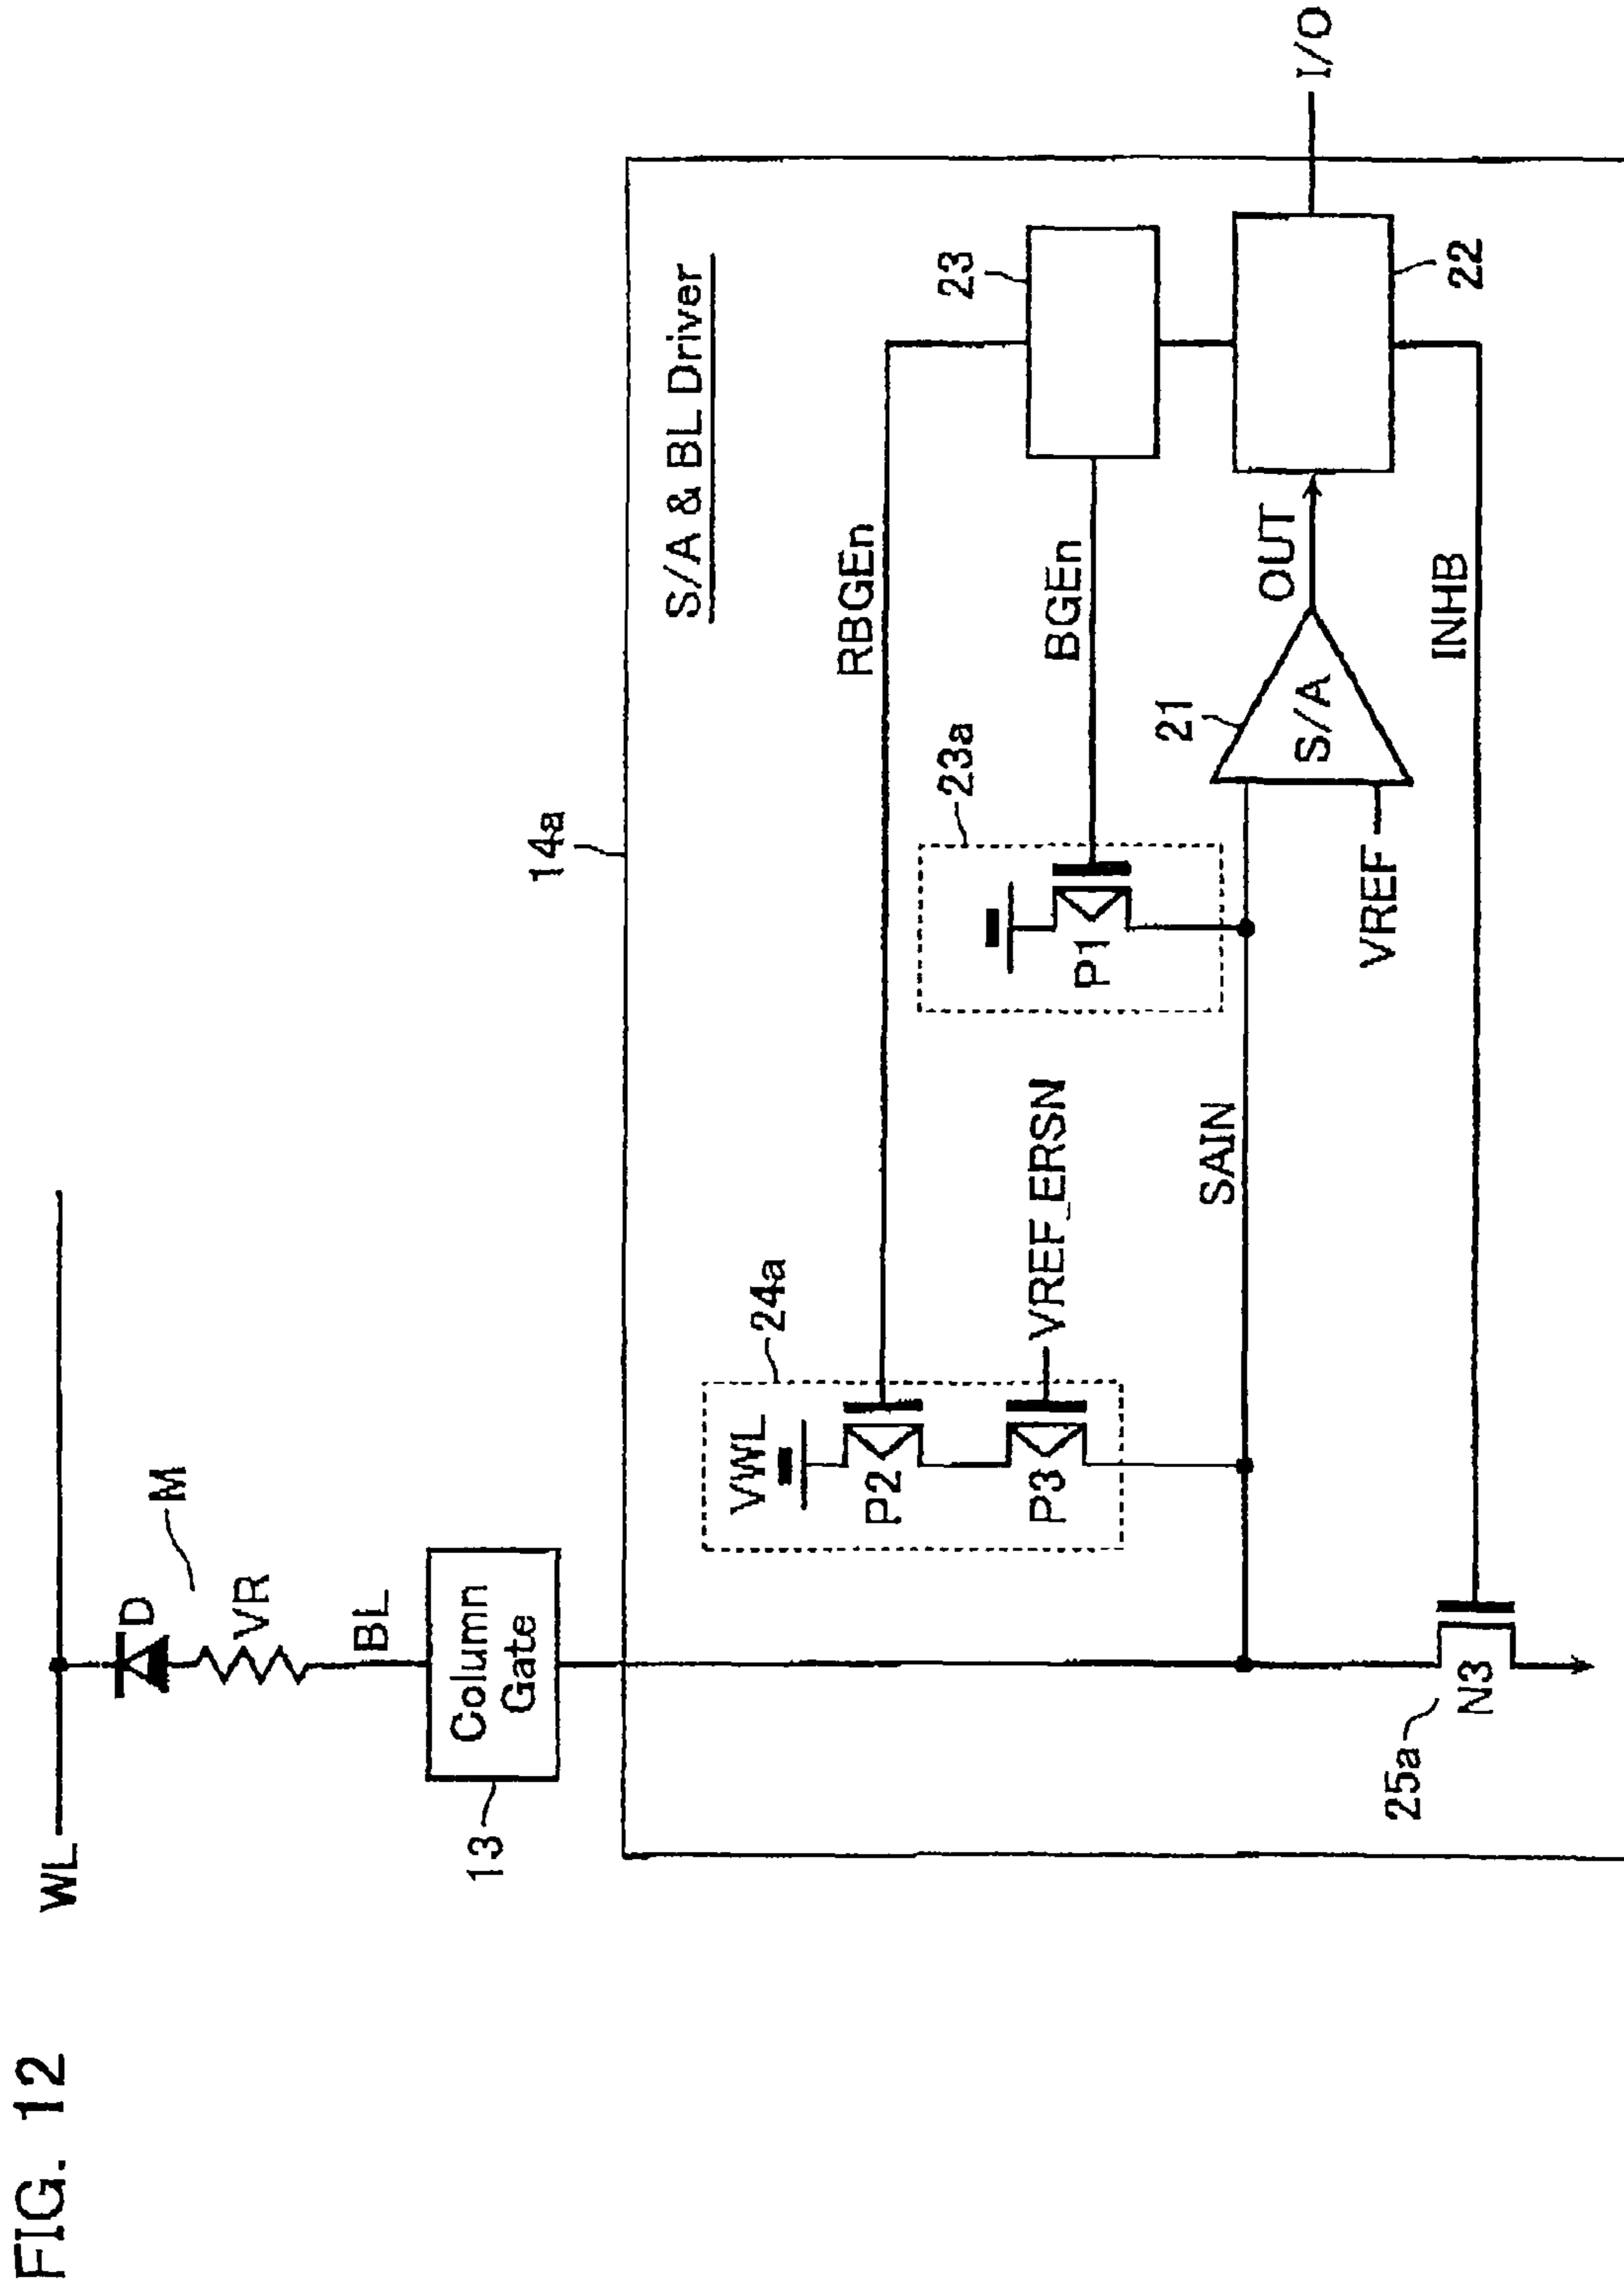 FIG. 12
WL
D
M
VR
BL
Column
Gate
13
14a
S/A & BL Driver
VWL
24a
P2
P3
VREF_ERSN
RBGEn
23a
P1
BGEn
23
SAIN
21
S/A
OUT
VREF
22
I/O
INHB
25a
N3